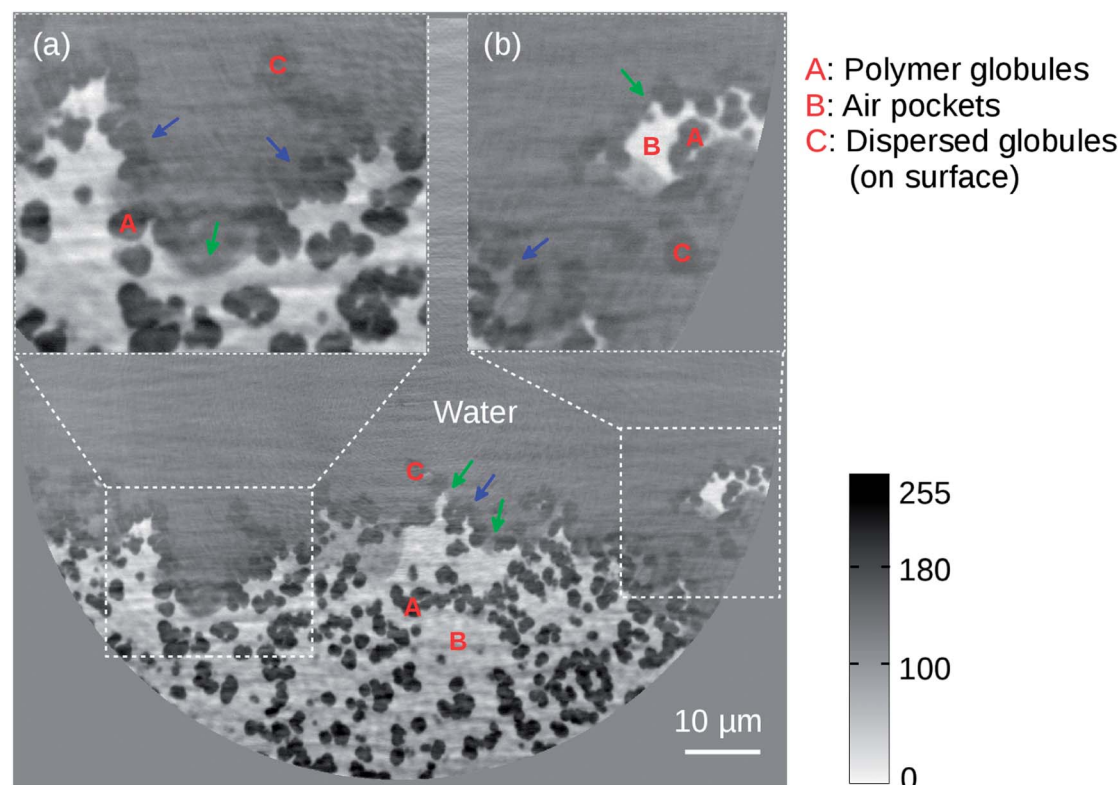 (a)
(b)
C
A
B
A
C
A: Polymer globules
B: Air pockets
C: Dispersed globules
(on surface)
Water
C
A
B
10 µm
255
180
100
0